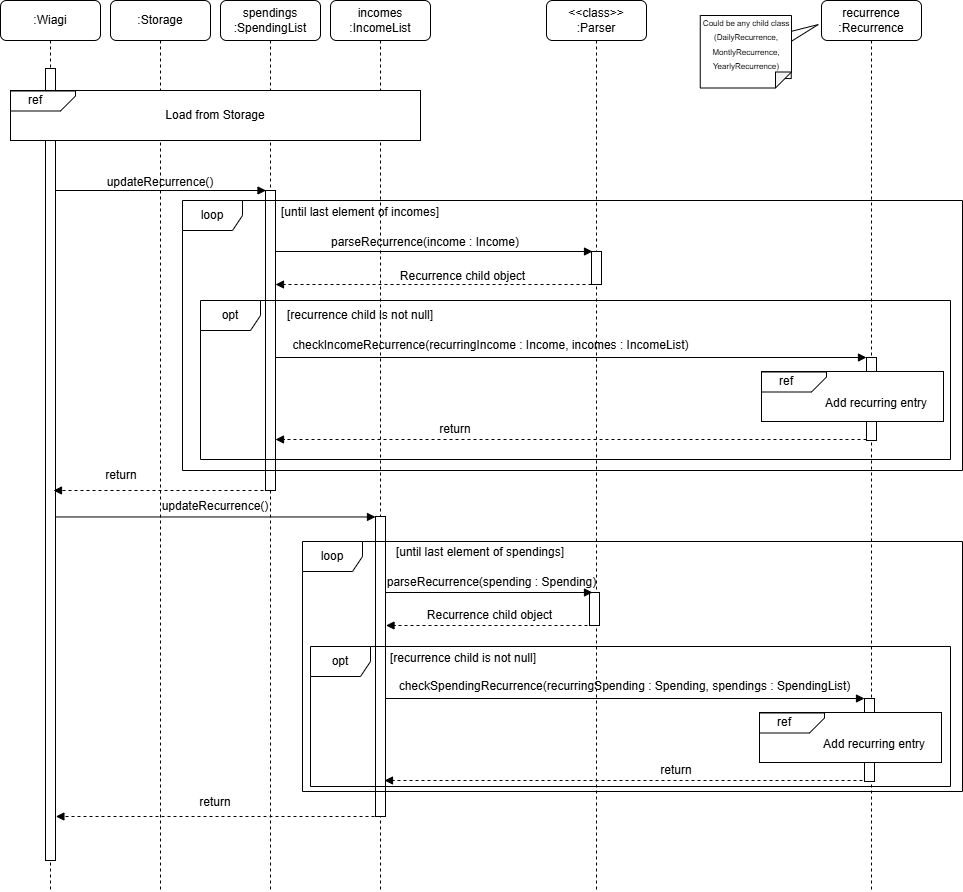 :Wiagi
:Storage
spendings
:SpendingList
incomes
:IncomeList
<<class>>
:Parser
Could be any child class
(DailyRecurrence,
MontlyRecurrence,
YearlyRecurrence)
recurrence
:Recurrence
ref
Load from Storage
updateRecurrence()
loop
[until last element of incomes]
parseRecurrence(income : Income)
Recurrence child object
opt
[recurrence child is not null]
checkIncomeRecurrence(recurringIncome : Income, incomes : IncomeList)
ref
Add recurring entry
return
return
updateRecurrence()
loop
[until last element of spendings]
parseRecurrence(spending : Spending)
Recurrence child object
opt
[recurrence child is not null]
checkSpendingRecurrence(recurringSpending : Spending, spendings : SpendingList)
ref
Add recurring entry
return
return